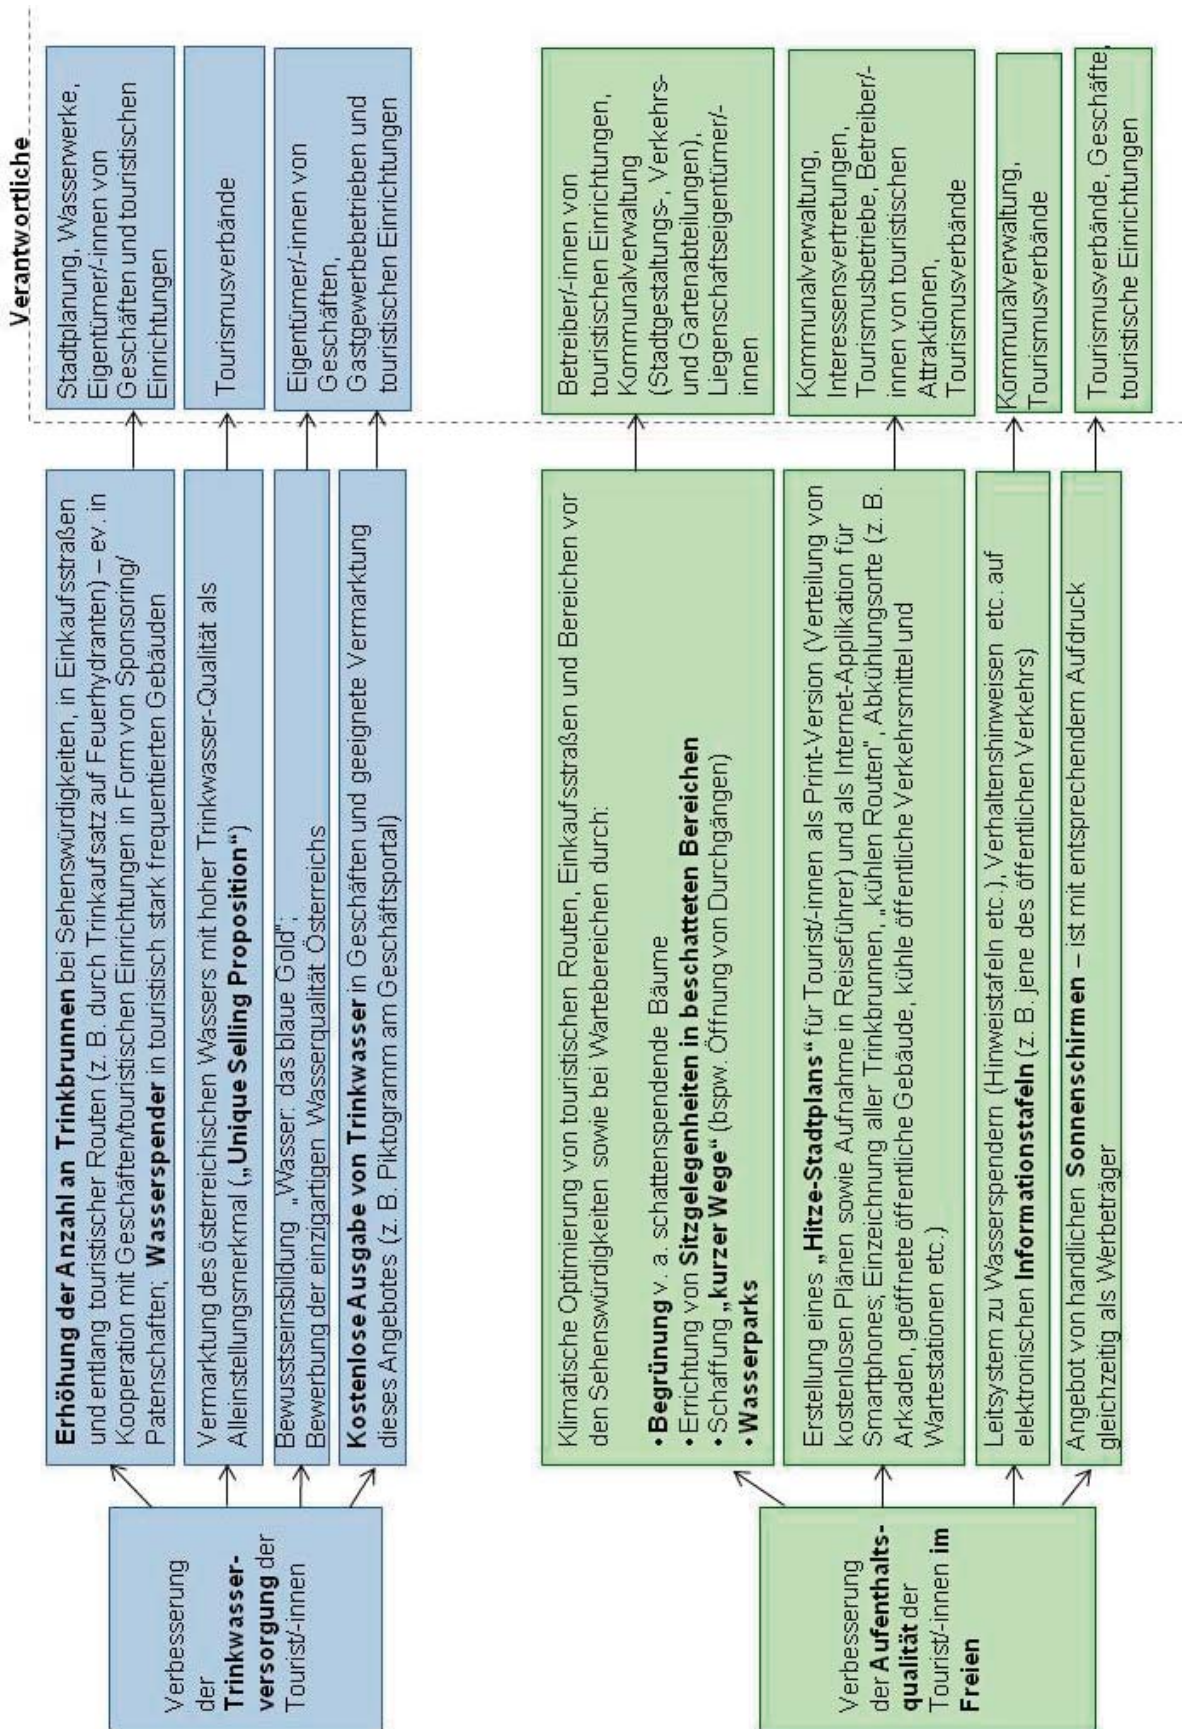 Verantwortliche
Verbesserung
der
Trinkwasser-
versorgung der
Tourist/-innen
Erhöhung der Anzahl an Trinkbrunnen bei Sehenswürdigkeiten, in Einkaufsstraßen
und entlang touristischer Routen (z. B. durch Trinkaufsatz auf Feuerhydranten) – ev. in
Kooperation mit Geschäften/touristischen Einrichtungen in Form von Sponsoring/
Patenschaften; Wasserspender in touristisch stark frequentierten Gebäuden
Stadtplanung, Wasserwerke,
Eigentümer/-innen von
Geschäften und touristischen
Einrichtungen
Vermarktung des österreichischen Wassers mit hoher Trinkwasser-Qualität als
Alleinstellungsmerkmal („Unique Selling Proposition“)
Tourismusverbände
Bewusstseinsbildung „Wasser: das blaue Gold“;
Bewerbung der einzigartigen Wasserqualität Österreichs
Kostenlose Ausgabe von Trinkwasser in Geschäften und geeignete Vermarktung
dieses Angebotes (z. B. Piktogramm am Geschäftsportal)
Eigentümer/-innen von
Geschäften,
Gastgewerbebetrieben und
touristischen Einrichtungen
Verbesserung
der Aufenthalts-
qualität der
Tourist/-innen im
Freien
Klimatische Optimierung von touristischen Routen, Einkaufsstraßen und Bereichen vor
den Sehenswürdigkeiten sowie bei Wartebereichen durch:
• Begrünung v. a. schattenspendende Bäume
• Errichtung von Sitzgelegenheiten in beschatteten Bereichen
• Schaffung „kurzer Wege“ (bspw. Öffnung von Durchgängen)
• Wasserparks
Betreiber/-innen von
touristischen Einrichtungen,
Kommunalverwaltung
(Stadtgestaltungs-, Verkehrs-
und Gartenabteilungen),
Liegenschaftseigentümer/-
innen
Erstellung eines „Hitze-Stadtplans“ für Tourist/-innen als Print-Version (Verteilung von
kostenlosen Plänen sowie Aufnahme in Reiseführer) und als Internet-Applikation für
Smartphones; Einzeichnung aller Trinkbrunnen, „kühlen Routen“, Abkühlungsorte (z. B.
Arkaden, geöffnete öffentliche Gebäude, kühle öffentliche Verkehrsmittel und
Wartestationen etc.)
Kommunalverwaltung,
Interessensvertretungen,
Tourismusbetriebe, Betreiber/-
innen von touristischen
Attraktionen,
Tourismusverbände
Leitsystem zu Wasserspendern (Hinweistafeln etc.), Verhaltenshinweisen etc. auf
elektronischen Informationstafeln (z. B. jene des öffentlichen Verkehrs)
Kommunalverwaltung,
Tourismusverbände
Angebot von handlichen Sonnenschirmen – ist mit entsprechendem Aufdruck
gleichzeitig als Werbeträger
Tourismusverbände, Geschäfte,
touristische Einrichtungen